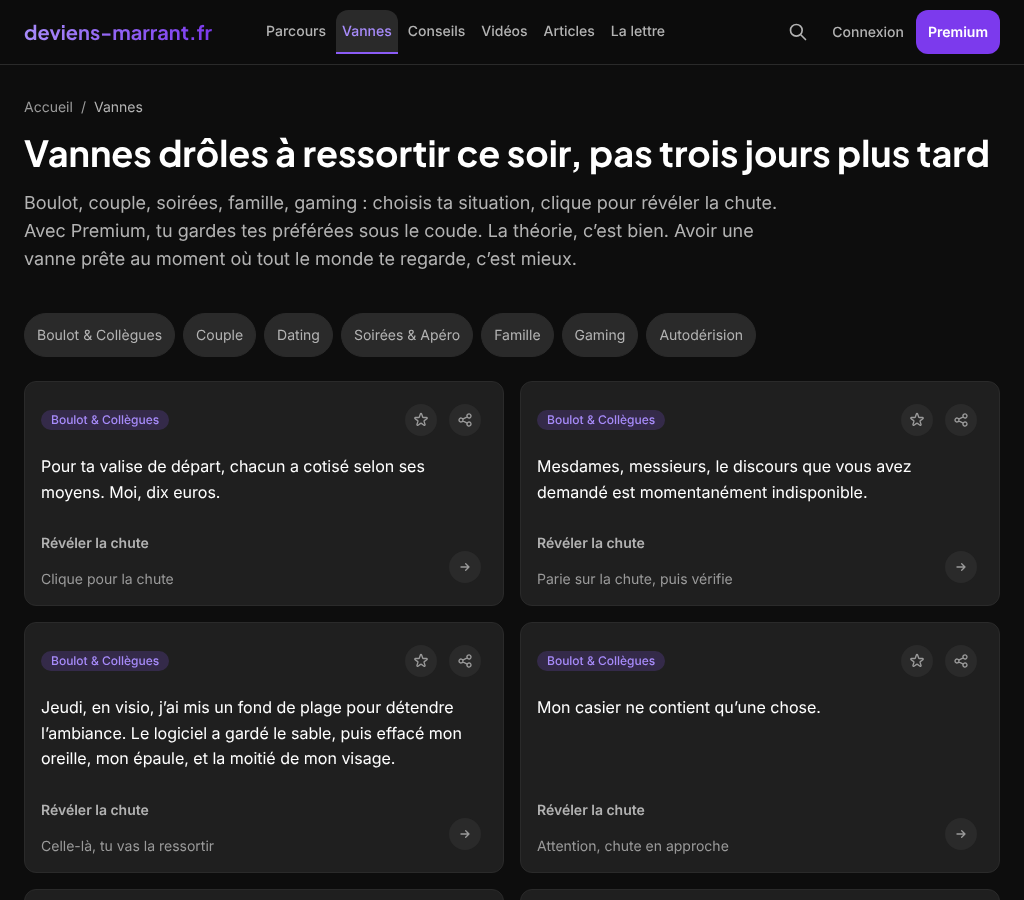 deviens-marrant.fr
Parcours
Vannes
Conseils
Vidéos
Articles
La lettre
Connexion
Premium
Accueil / Vannes
Vannes drôles à ressortir ce soir, pas trois jours plus tard
Boulot, couple, soirées, famille, gaming : choisis ta situation, clique pour révéler la chute.
Avec Premium, tu gardes tes préférées sous le coude. La théorie, c’est bien. Avoir une
vanne prête au moment où tout le monde te regarde, c’est mieux.
Boulot & Collègues
Couple
Dating
Soirées & Apéro
Famille
Gaming
Autodérision
Boulot & Collègues
Pour ta valise de départ, chacun a cotisé selon ses
moyens. Moi, dix euros.
Révéler la chute
Clique pour la chute
Boulot & Collègues
Mesdames, messieurs, le discours que vous avez
demandé est momentanément indisponible.
Révéler la chute
Parie sur la chute, puis vérifie
Boulot & Collègues
Jeudi, en visio, j’ai mis un fond de plage pour détendre
l’ambiance. Le logiciel a gardé le sable, puis effacé mon
oreille, mon épaule, et la moitié de mon visage.
Révéler la chute
Celle-là, tu vas la ressortir
Boulot & Collègues
Mon casier ne contient qu’une chose.
Révéler la chute
Attention, chute en approche